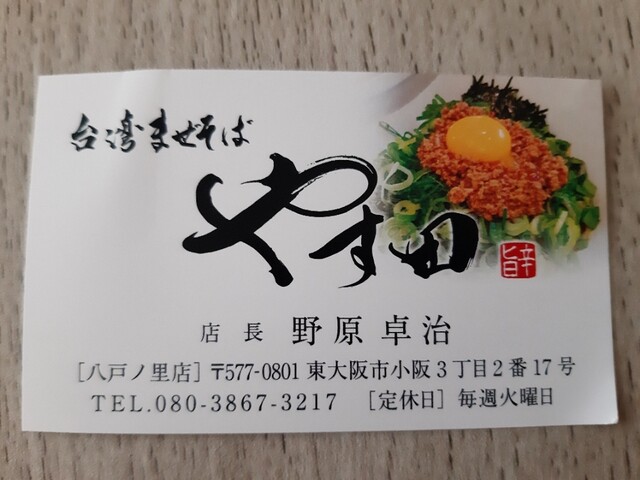 台湾まぜそば
やす田
旨辛
店長 野原卓治
[八戸ノ里店] 〒577-0801 東大阪市小阪3丁目2番17号
TEL.080-3867-3217 [定休日] 毎週火曜日